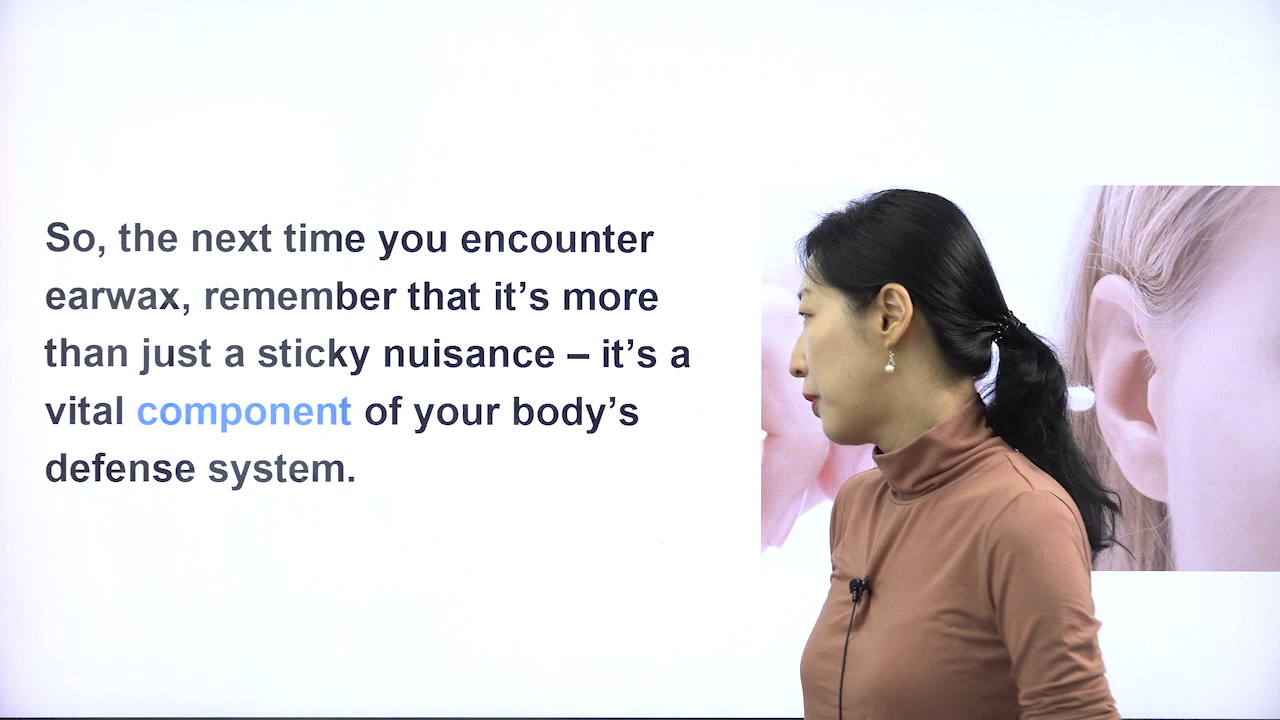 So, the next time you encounter
earwax, remember that it’s more
than just a sticky nuisance – it’s a
vital component of your body’s
defense system.